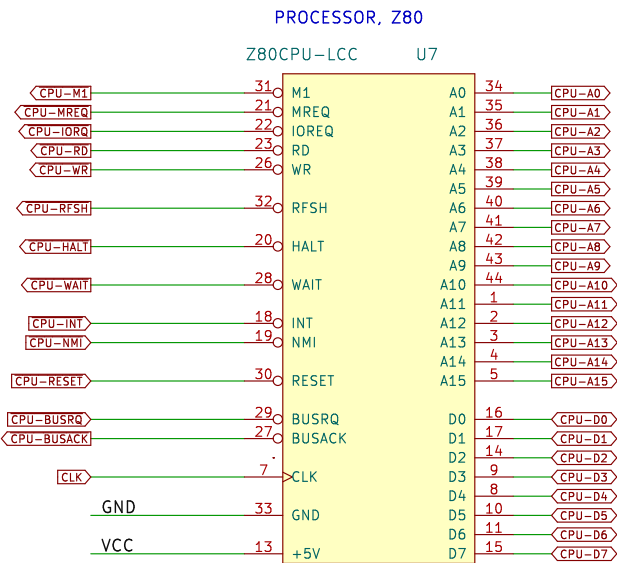 PROCESSOR, Z80
Z80CPU-LCC U7
CPU-M1 31 M1 A0 34 CPU-A0
CPU-MREQ 21 MREQ A1 35 CPU-A1
CPU-IORQ 22 IOREQ A2 36 CPU-A2
CPU-RD 23 RD A3 37 CPU-A3
CPU-WR 26 WR A4 38 CPU-A4
A5 39 CPU-A5
CPU-RFSH 32 RFSH A6 40 CPU-A6
A7 41 CPU-A7
CPU-HALT 20 HALT A8 42 CPU-A8
A9 43 CPU-A9
CPU-WAIT 28 WAIT A10 44 CPU-A10
A11 1 CPU-A11
CPU-INT 18 INT A12 2 CPU-A12
CPU-NMI 19 NMI A13 3 CPU-A13
A14 4 CPU-A14
CPU-RESET 30 RESET A15 5 CPU-A15
CPU-BUSRQ 29 BUSRQ D0 16 CPU-D0
CPU-BUSACK 27 BUSACK D1 17 CPU-D1
D2 14 CPU-D2
CLK 7 CLK D3 9 CPU-D3
D4 8 CPU-D4
GND 33 GND D5 10 CPU-D5
D6 11 CPU-D6
VCC 13 +5V D7 15 CPU-D7